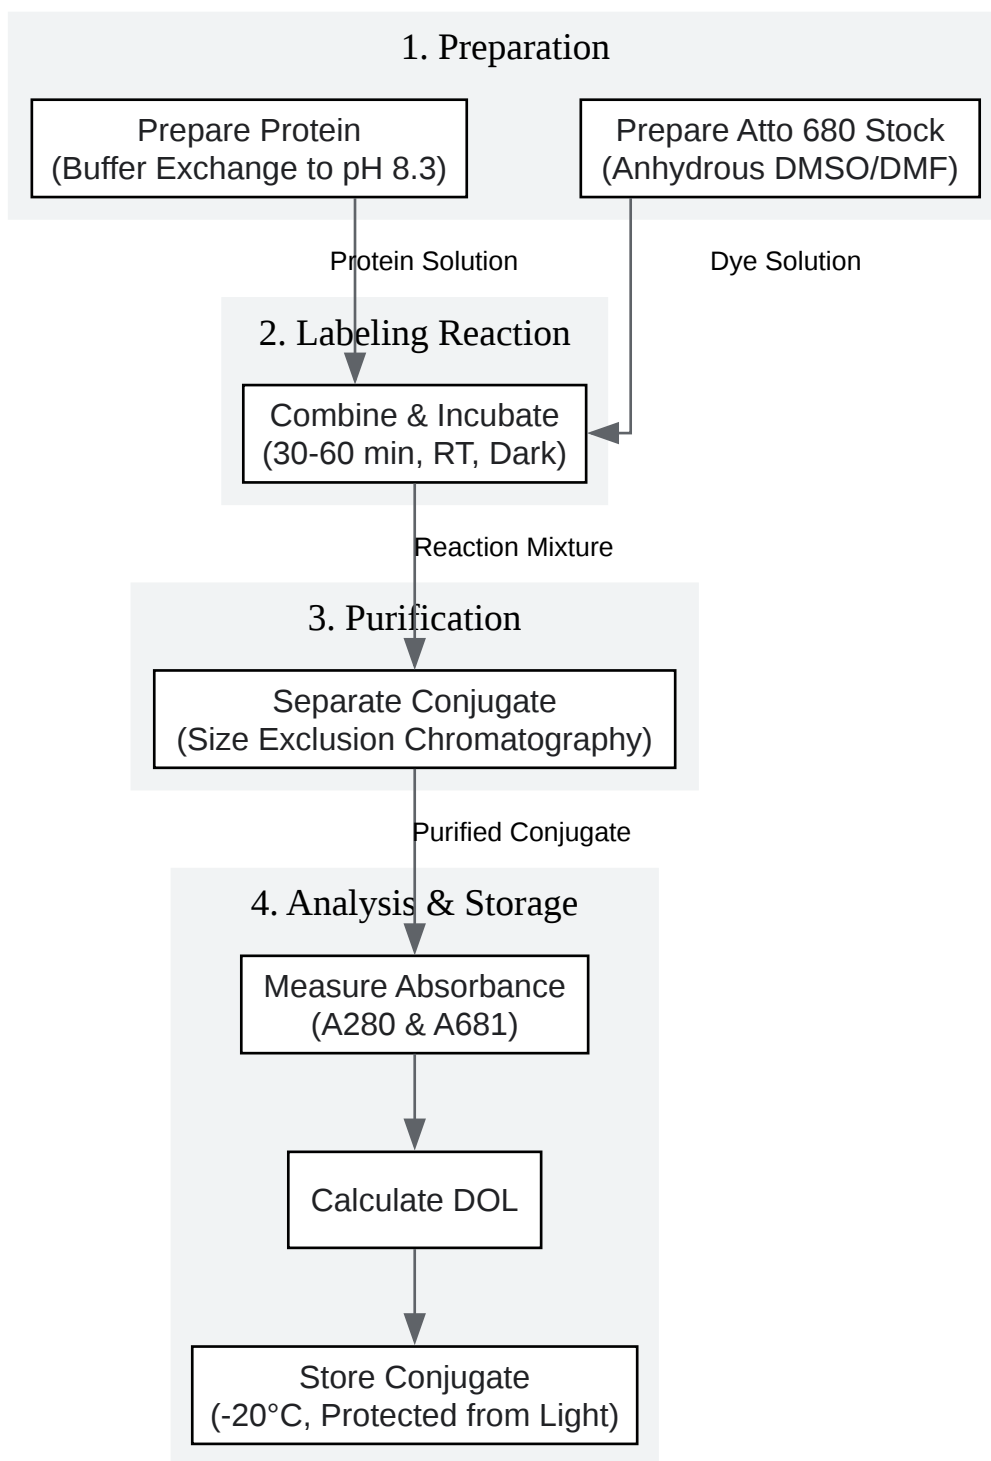 1. Preparation
Prepare Protein
(Buffer Exchange to pH 8.3)
Prepare Atto 680 Stock
(Anhydrous DMSO/DMF)
Protein Solution
Dye Solution
2. Labeling Reaction
Combine & Incubate
(30-60 min, RT, Dark)
Reaction Mixture
3. Purification
Separate Conjugate
(Size Exclusion Chromatography)
Purified Conjugate
4. Analysis & Storage
Measure Absorbance
(A280 & A681)
Calculate DOL
Store Conjugate
(-20°C, Protected from Light)